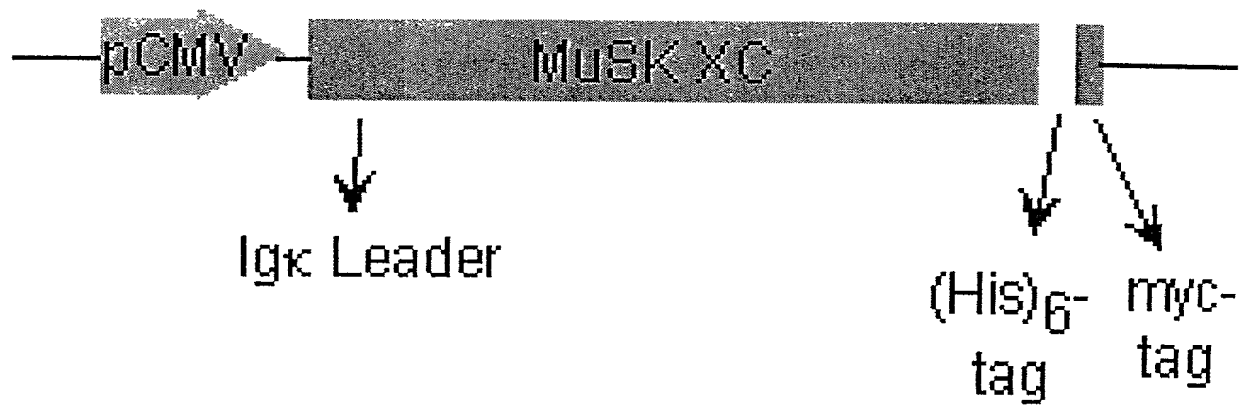 pCMV
MuSK XC
Igκ Leader
(His)6-
tag
myc-
tag